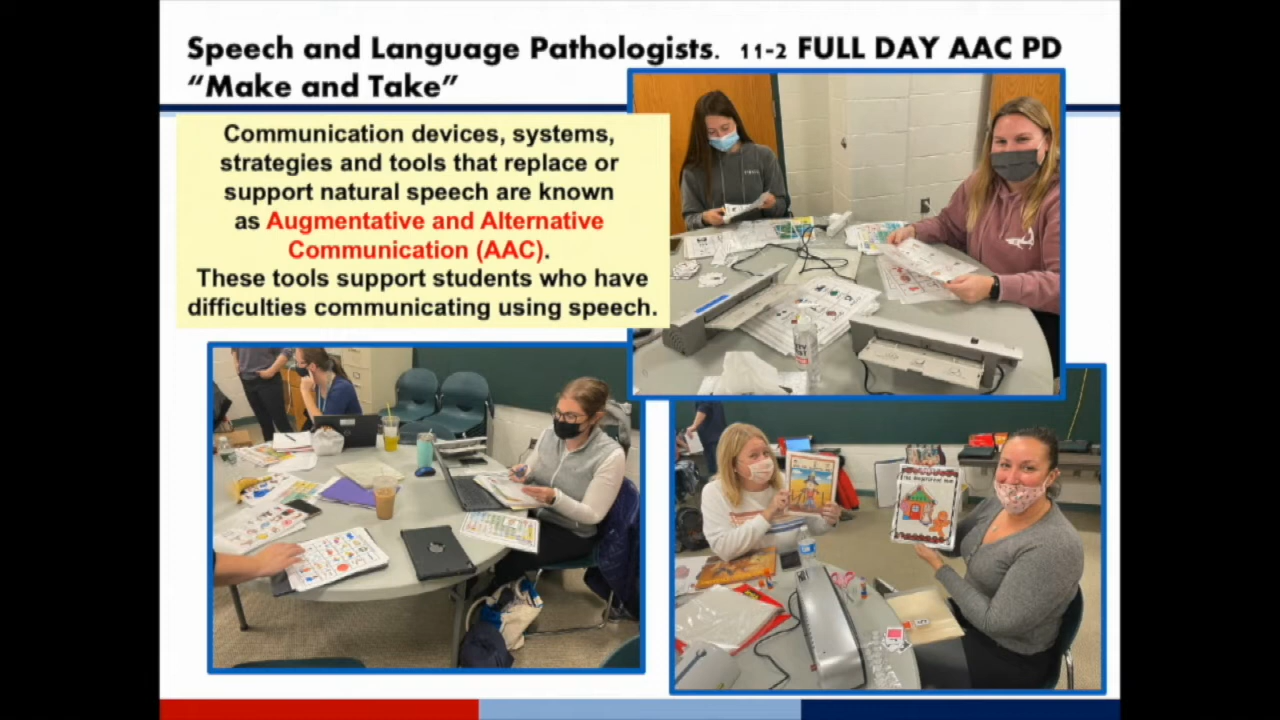 Speech and Language Pathologists. 11-2 FULL DAY AAC PD
“Make and Take”
Communication devices, systems,
strategies and tools that replace or
support natural speech are known
as Augmentative and Alternative
Communication (AAC).
These tools support students who have
difficulties communicating using speech.